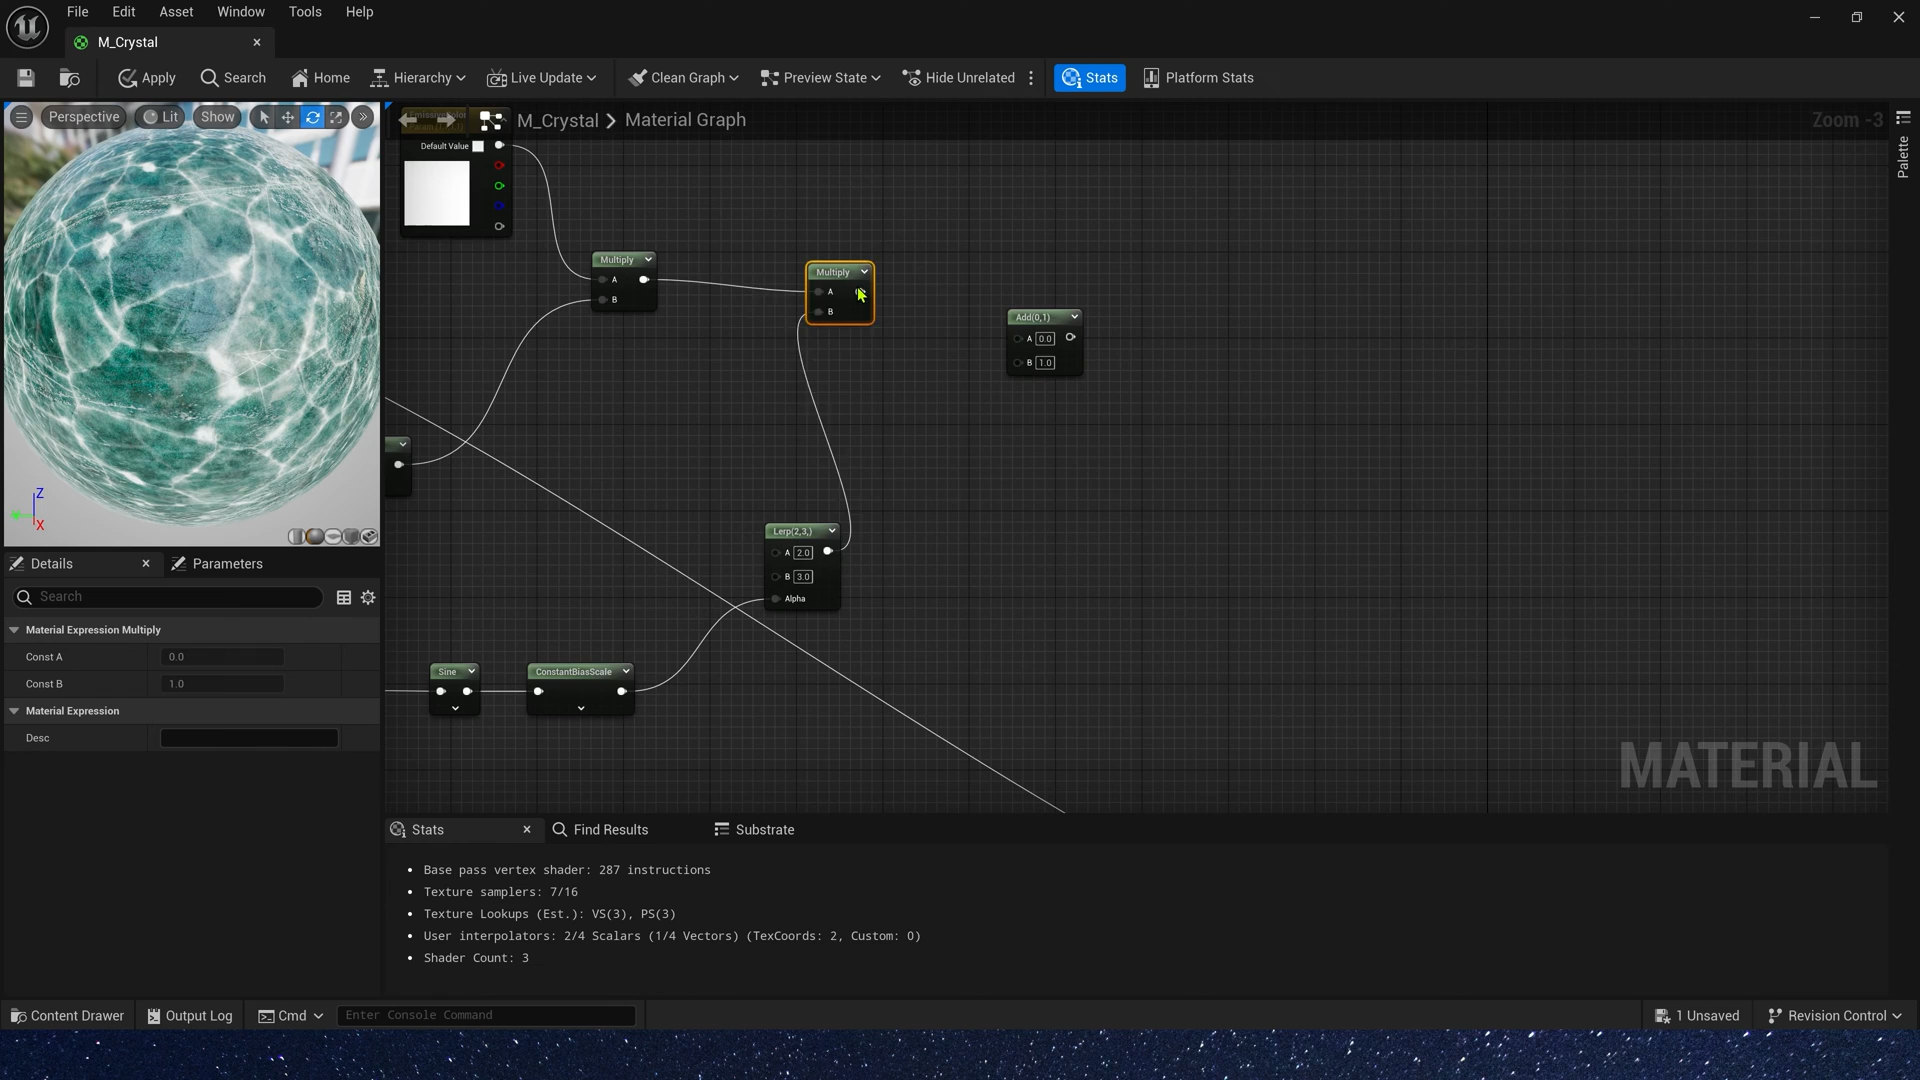 File Edit Asset Window Tools Help
M_Crystal
Apply Search Home Hierarchy Live Update Clean Graph Preview State Hide Unrelated Stats Platform Stats
Perspective Lit Show
M_Crystal > Material Graph
Zoom -3
Palette
Default Value
Multiply
A
B
Multiply
A
B
Add(0,1)
A 0.0
B 1.0
Lerp(2,3,)
A 2.0
B 3.0
Alpha
Sine
ConstantBiasScale
Z
X
MATERIAL
Details Parameters
Search
Material Expression Multiply
Const A 0.0
Const B 1.0
Material Expression
Desc
Stats Find Results Substrate
• Base pass vertex shader: 287 instructions
• Texture samplers: 7/16
• Texture Lookups (Est.): VS(3), PS(3)
• User interpolators: 2/4 Scalars (1/4 Vectors) (TexCoords: 2, Custom: 0)
• Shader Count: 3
Content Drawer Output Log Cmd Enter Console Command 1 Unsaved Revision Control